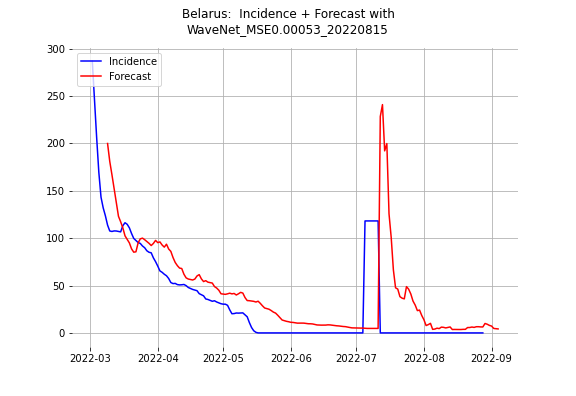 Belarus:  Incidence + Forecast with
WaveNet_MSE0.00053_20220815
300
250
200
150
100
50
0
Incidence
Forecast
2022-03 2022-04 2022-05 2022-06 2022-07 2022-08 2022-09